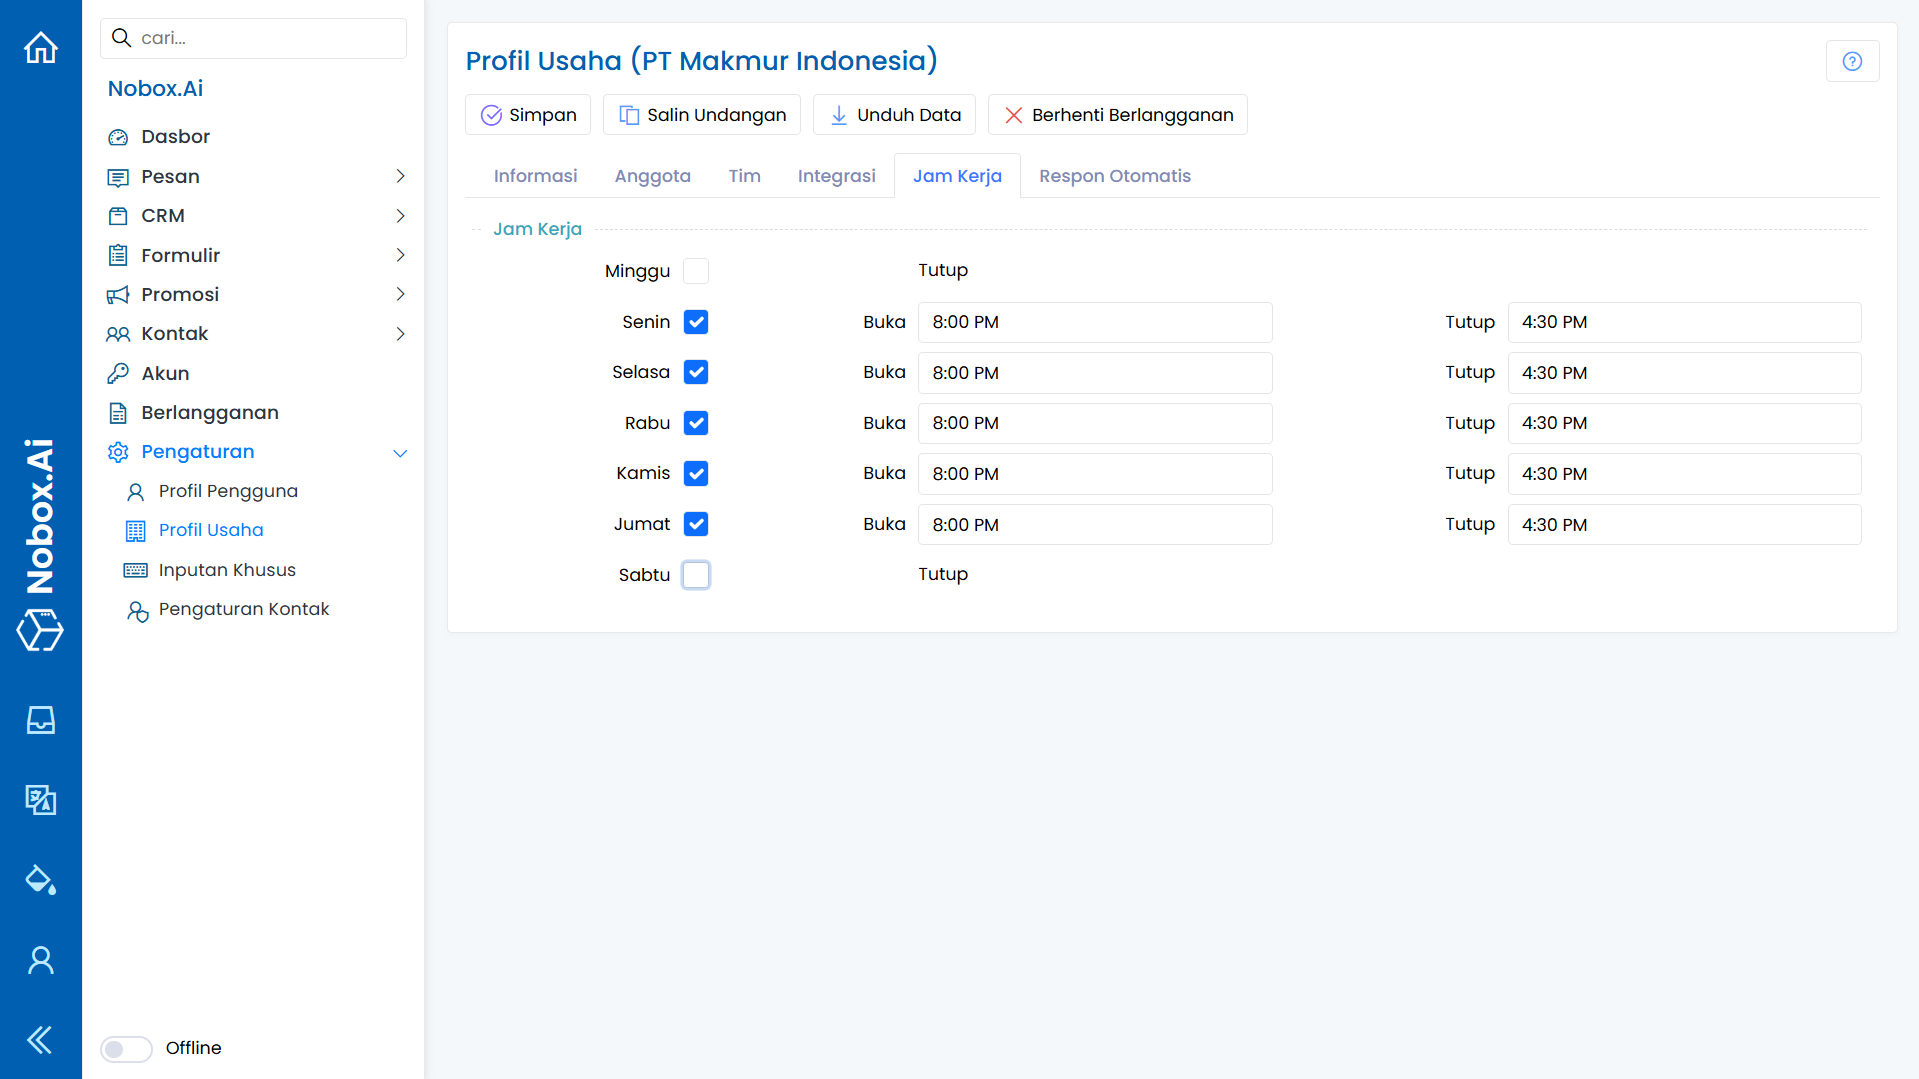 cari...
Nobox.Ai
Dasbor
Pesan
CRM
Formulir
Promosi
Kontak
Akun
Berlangganan
Pengaturan
Profil Pengguna
Profil Usaha
Inputan Khusus
Pengaturan Kontak
Offline
Nobox.Ai
Profil Usaha (PT Makmur Indonesia)
Simpan Salin Undangan Unduh Data Berhenti Berlangganan
Informasi Anggota Tim Integrasi Jam Kerja Respon Otomatis
Jam Kerja
Minggu Tutup
Senin Buka 8:00 PM Tutup 4:30 PM
Selasa Buka 8:00 PM Tutup 4:30 PM
Rabu Buka 8:00 PM Tutup 4:30 PM
Kamis Buka 8:00 PM Tutup 4:30 PM
Jumat Buka 8:00 PM Tutup 4:30 PM
Sabtu Tutup